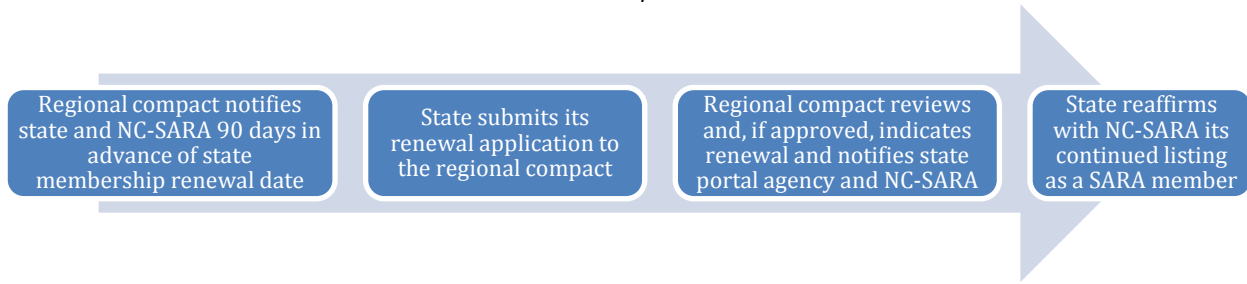 Regional compact notifies
state and NC-SARA 90 days in
advance of state
membership renewal date
State submits its
renewal application to
the regional compact
Regional compact reviews
and, if approved, indicates
renewal and notifies state
portal agency and NC-SARA
State reaffirms
with NC-SARA its
continued listing
as a SARA member